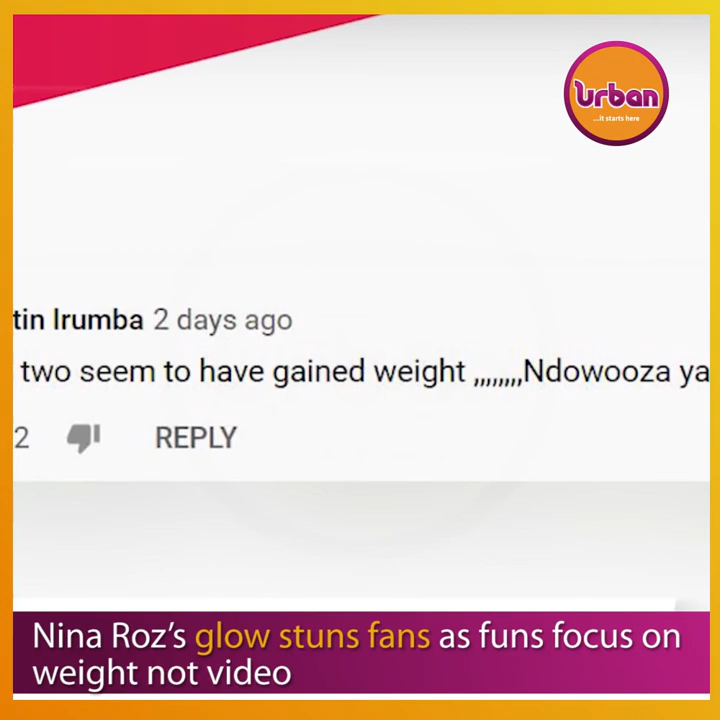 Urban
...it starts here
tin Irumba 2 days ago
two seem to have gained weight ,,,,,,,,Ndowooza ya
2 REPLY
Nina Roz’s glow stuns fans as funs focus on
weight not video